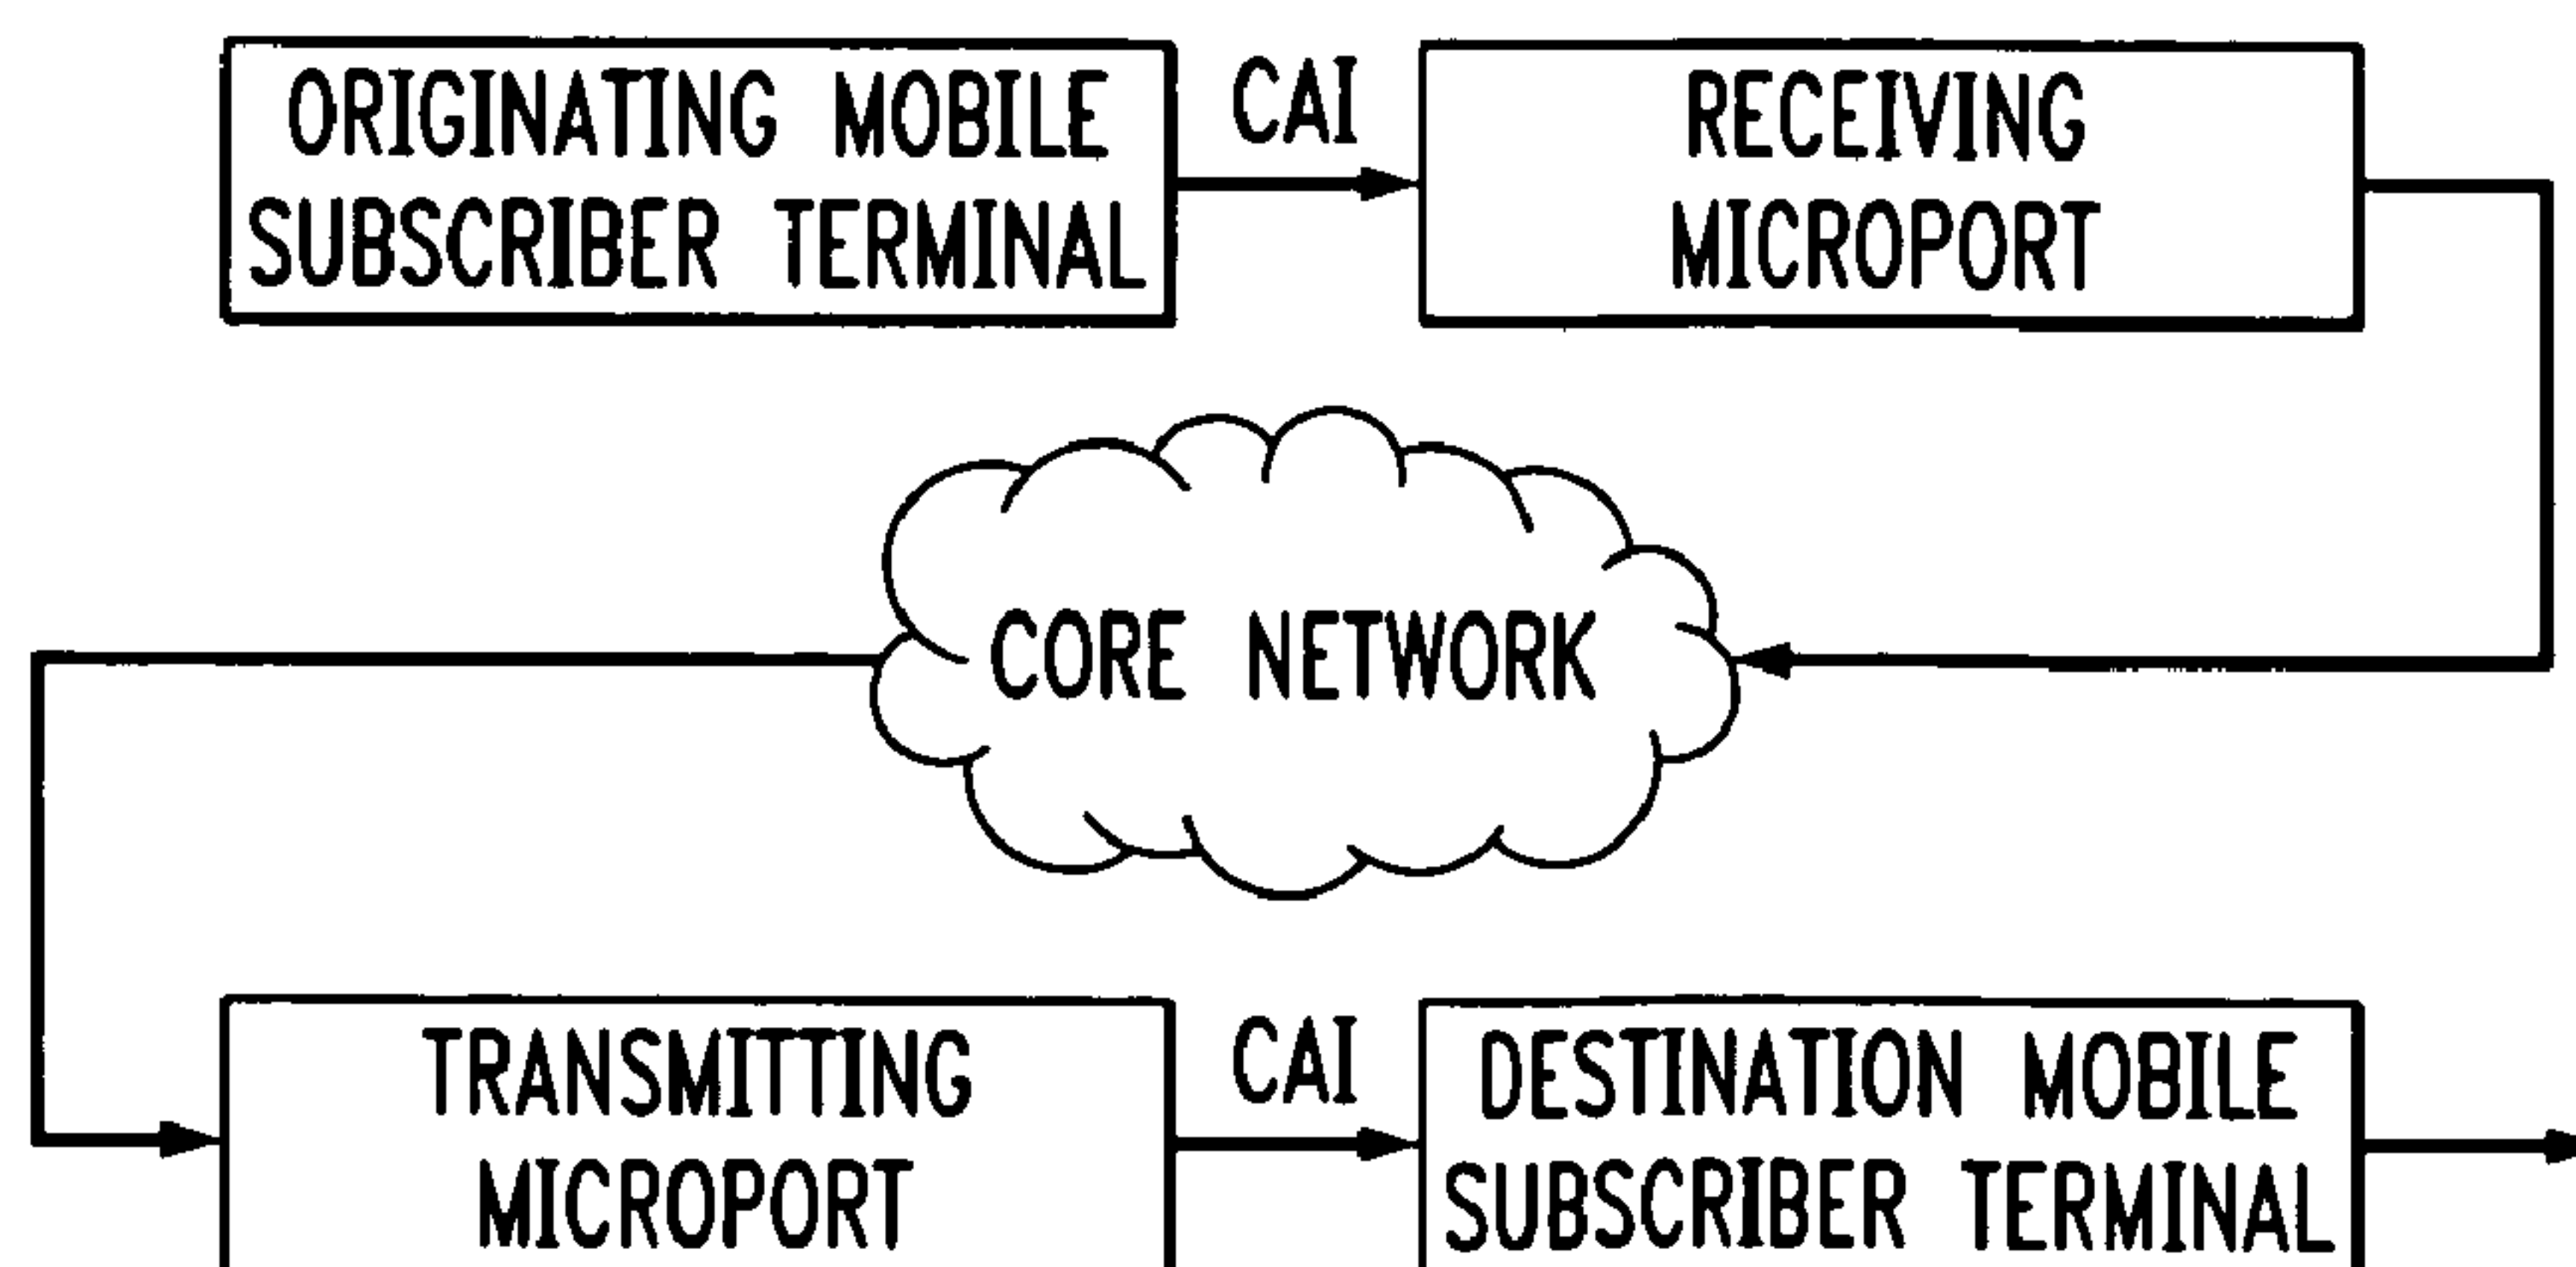 ORIGINATING MOBILE
SUBSCRIBER TERMINAL
CAI
RECEIVING
MICROPORT
CORE NETWORK
TRANSMITTING
MICROPORT
CAI
DESTINATION MOBILE
SUBSCRIBER TERMINAL